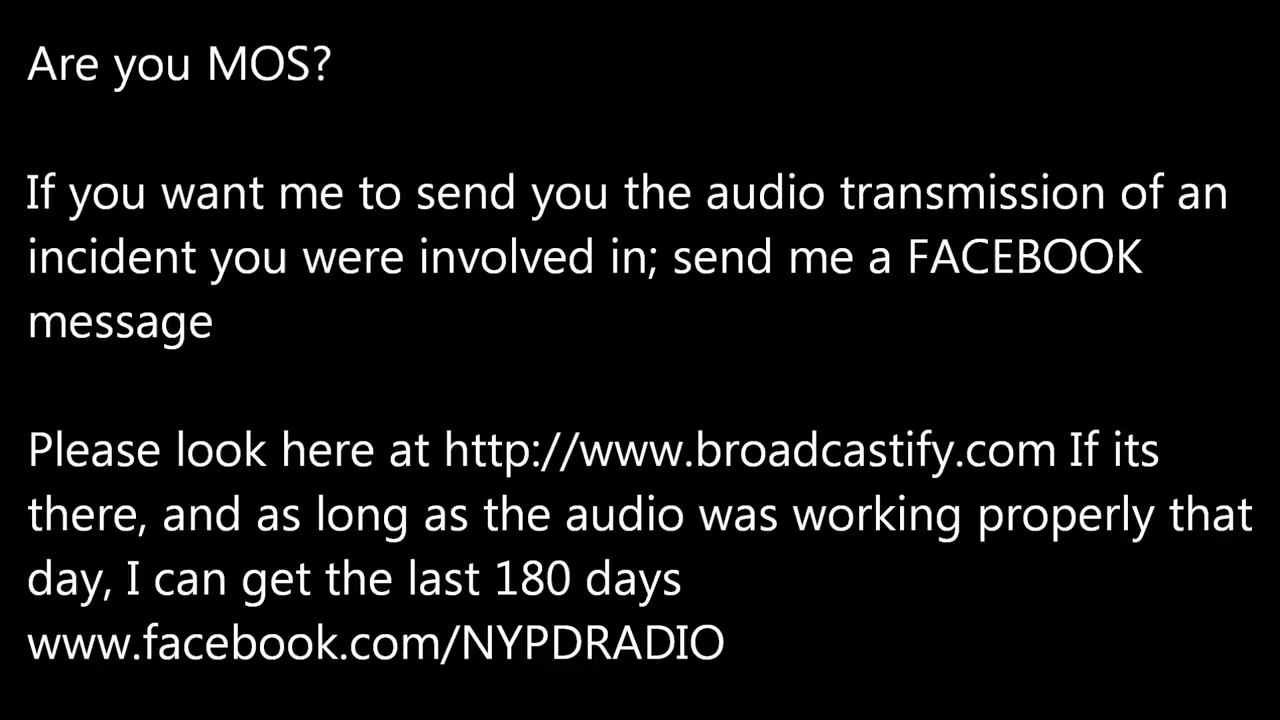 Are you MOS?
If you want me to send you the audio transmission of an
incident you were involved in; send me a FACEBOOK
message
Please look here at http://www.broadcastify.com If its
there, and as long as the audio was working properly that
day, I can get the last 180 days
www.facebook.com/NYPDRADIO